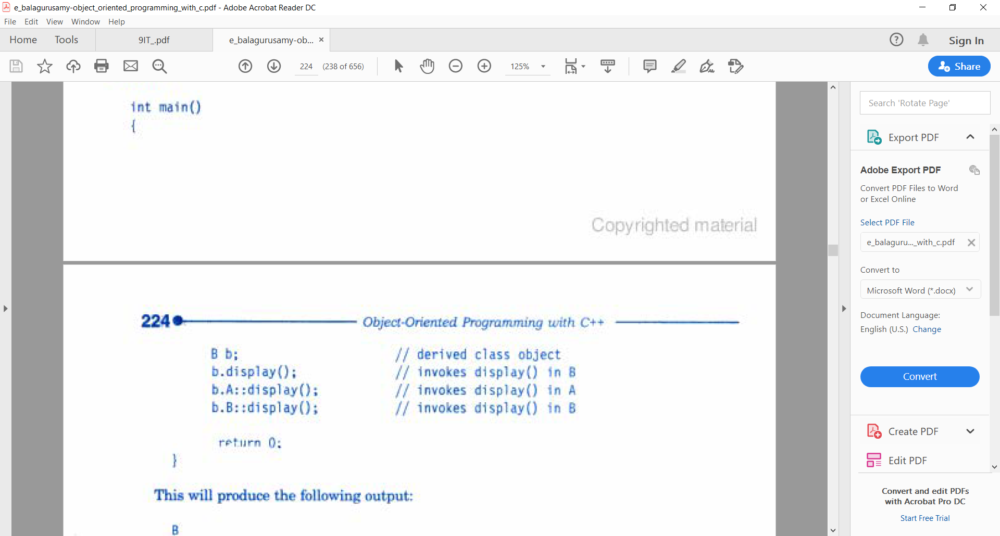 e_balagurusamy-object_oriented_programming_with_c.pdf - Adobe Acrobat Reader DC
File Edit View Window Help
Home Tools 9IT_.pdf e_balagurusamy-ob... ×
Sign In
224 (238 of 656) 125%
Share
int main()
{
Copyrighted material
224 Object-Oriented Programming with C++
B b; // derived class object
b.display(); // invokes display() in B
b.A::display(); // invokes display() in A
b.B::display(); // invokes display() in B
return 0;
}
This will produce the following output:
B
Search 'Rotate Page'
Export PDF
Adobe Export PDF
Convert PDF Files to Word
or Excel Online
Select PDF File
e_balaguru..._with_c.pdf
Convert to
Microsoft Word (*.docx)
Document Language:
English (U.S.) Change
Convert
Create PDF
Edit PDF
Convert and edit PDFs
with Acrobat Pro DC
Start Free Trial